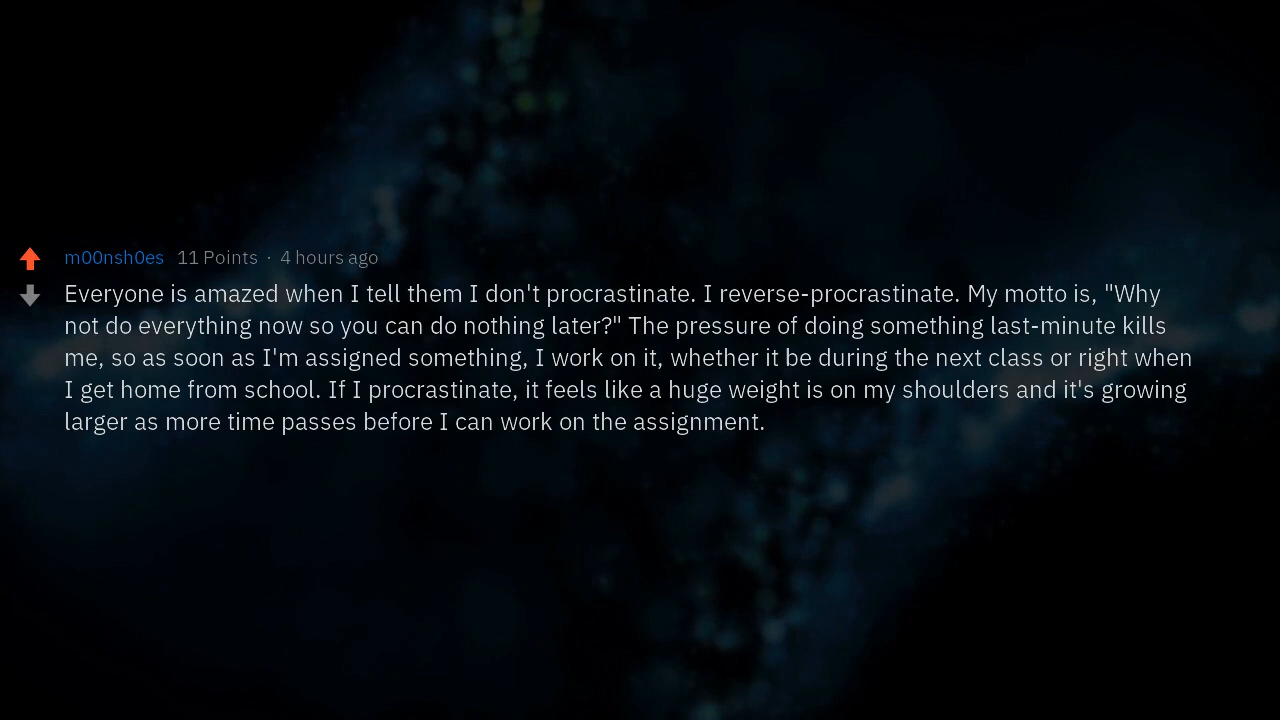 m00nsh0es 11 Points · 4 hours ago
Everyone is amazed when I tell them I don't procrastinate. I reverse-procrastinate. My motto is, "Why
not do everything now so you can do nothing later?" The pressure of doing something last-minute kills
me, so as soon as I'm assigned something, I work on it, whether it be during the next class or right when
I get home from school. If I procrastinate, it feels like a huge weight is on my shoulders and it's growing
larger as more time passes before I can work on the assignment.